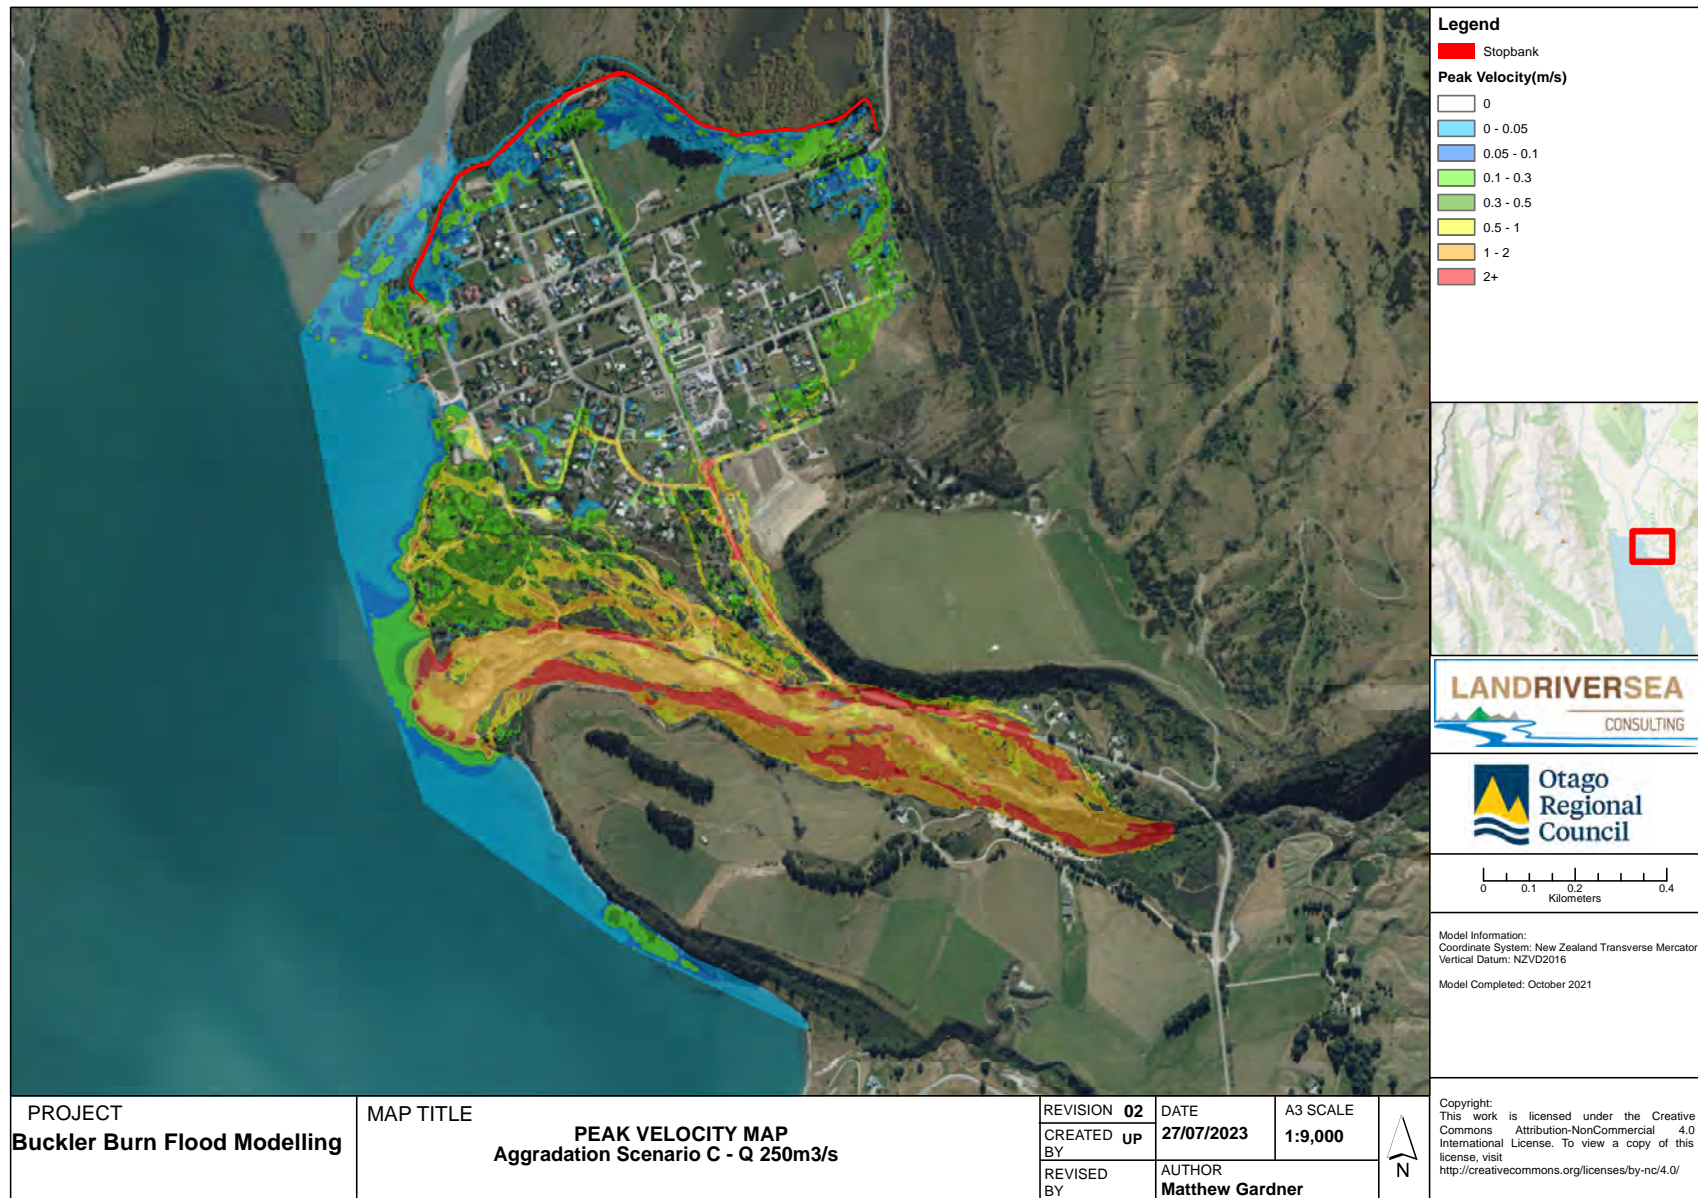 Legend
Stopbank
Peak Velocity(m/s)
0
0 - 0.05
0.05 - 0.1
0.1 - 0.3
0.3 - 0.5
0.5 - 1
1 - 2
2+
LANDRIVERSEA
CONSULTING
Otago
Regional
Council
0 0.1 0.2 0.4
Kilometers
Model Information:
Coordinate System: New Zealand Transverse Mercator
Vertical Datum: NZVD2016
Model Completed: October 2021
Copyright:
This work is licensed under the Creative
Commons Attribution-NonCommercial 4.0
International License. To view a copy of this
license, visit
http://creativecommons.org/licenses/by-nc/4.0/
PROJECT
Buckler Burn Flood Modelling
MAP TITLE
PEAK VELOCITY MAP
Aggradation Scenario C - Q 250m3/s
REVISION 02
CREATED BY UP
REVISED BY
DATE
27/07/2023
A3 SCALE
1:9,000
AUTHOR
Matthew Gardner
N